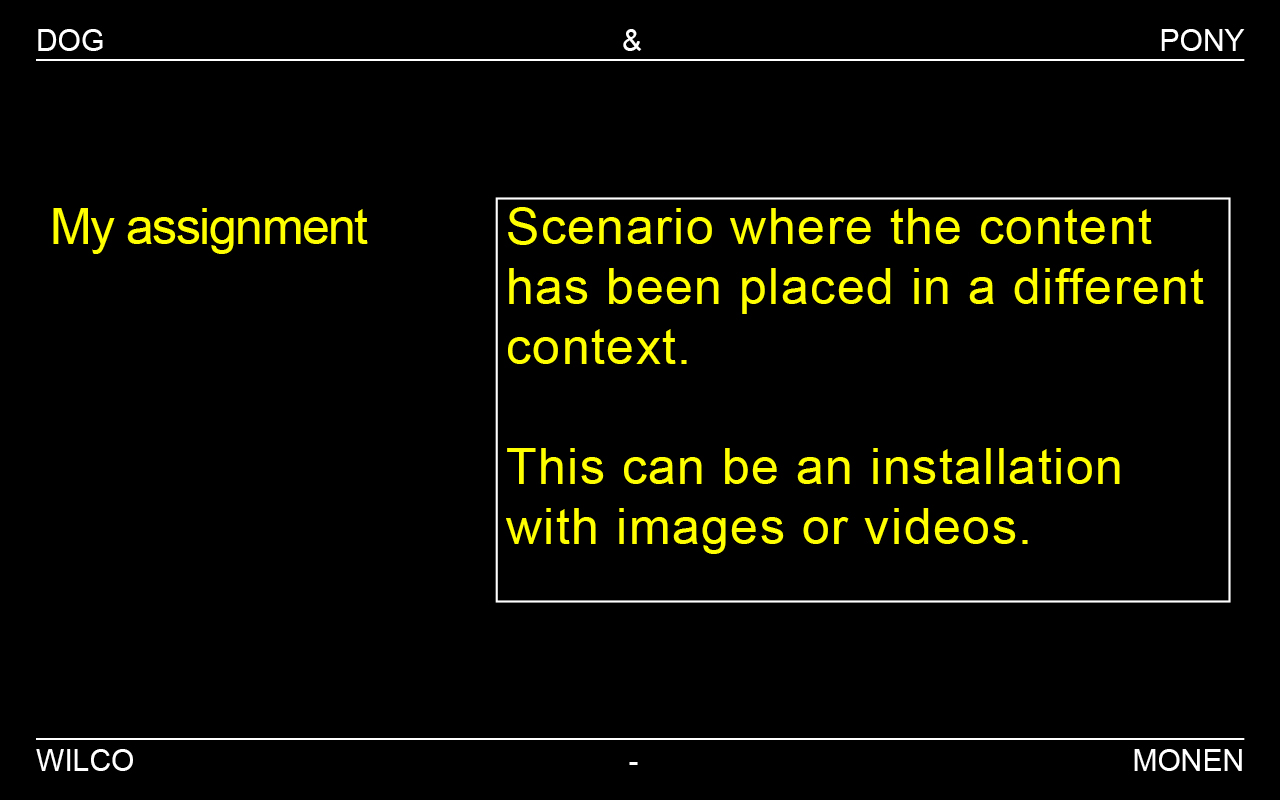 DOG & PONY
My assignment
Scenario where the content
has been placed in a different
context.
This can be an installation
with images or videos.
WILCO - MONEN